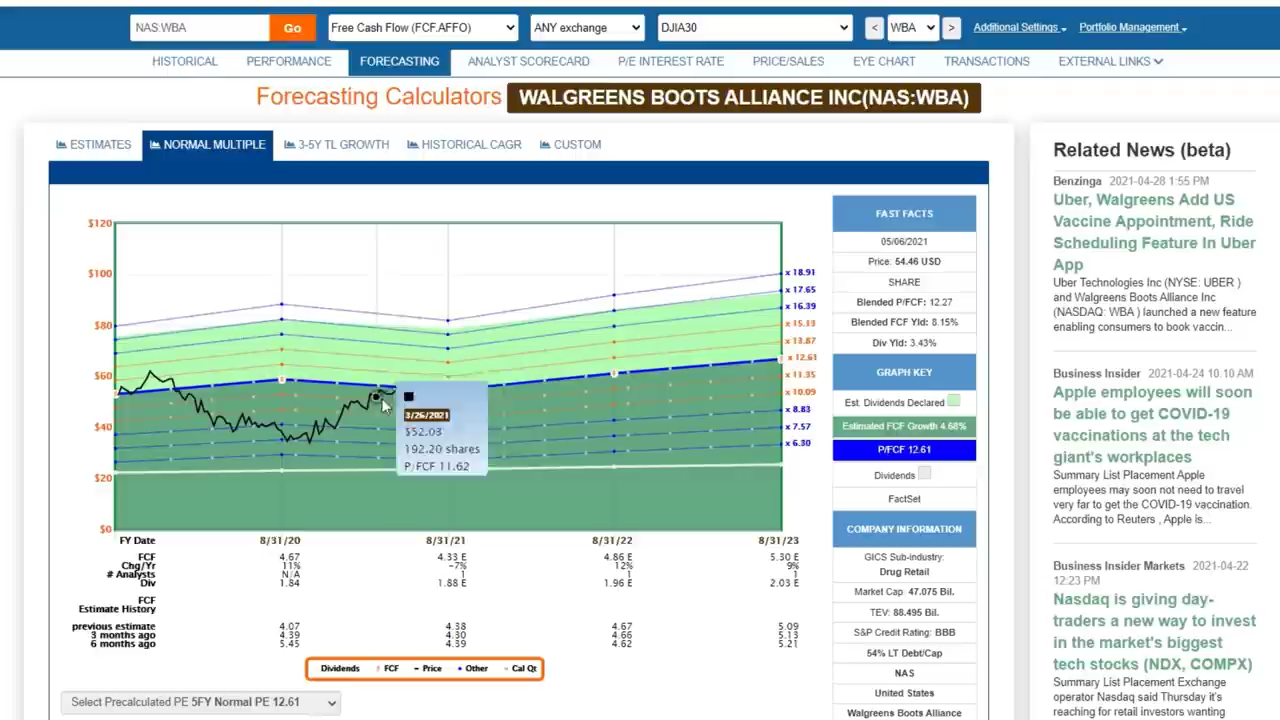 NAS:WBA
Go
Free Cash Flow (FCF.AFFO)
ANY exchange
DJIA30
<
WBA
>
Additional Settings
Portfolio Management
HISTORICAL
PERFORMANCE
FORECASTING
ANALYST SCORECARD
P/E INTEREST RATE
PRICE/SALES
EYE CHART
TRANSACTIONS
EXTERNAL LINKS
Forecasting Calculators
WALGREENS BOOTS ALLIANCE INC(NAS:WBA)
ESTIMATES
NORMAL MULTIPLE
3-5Y TL GROWTH
HISTORICAL CAGR
CUSTOM
$120
$100
$80
$60
$40
$20
$0
x 18.91
x 17.65
x 16.39
x 15.13
x 13.87
x 12.61
x 11.35
x 10.09
x 8.83
x 7.57
x 6.30
3/26/2021
$52.03
192.20 shares
P/FCF 11.62
FY Date 8/31/20 8/31/21 8/31/22 8/31/23
FCF 4.67 4.33 E 4.86 E 5.30 E
Chg/Yr 11% -7% 12% 9%
# Analysts N/A 1 1 1
Div 1.84 1.88 E 1.96 E 2.03 E
FCF
Estimate History
previous estimate 4.07 4.38 4.67 5.09
3 months ago 4.39 4.30 4.66 5.13
6 months ago 5.45 4.39 4.62 5.21
Dividends FCF Price Other Cal Qt
Select Precalculated PE 5FY Normal PE 12.61
FAST FACTS
05/06/2021
Price: 54.46 USD
SHARE
Blended P/FCF: 12.27
Blended FCF Yld: 8.15%
Div Yld: 3.43%
GRAPH KEY
Est. Dividends Declared
Estimated FCF Growth 4.68%
P/FCF 12.61
Dividends
FactSet
COMPANY INFORMATION
GICS Sub-industry:
Drug Retail
Market Cap: 47.075 Bil.
TEV: 88.495 Bil.
S&P Credit Rating: BBB
54% LT Debt/Cap
NAS
United States
Walgreens Boots Alliance
Related News (beta)
Benzinga 2021-04-28 1:55 PM
Uber, Walgreens Add US
Vaccine Appointment, Ride
Scheduling Feature In Uber
App
Uber Technologies Inc (NYSE: UBER )
and Walgreens Boots Alliance Inc
(NASDAQ: WBA ) launched a new feature
enabling consumers to book vaccin...
Business Insider 2021-04-24 10:10 AM
Apple employees will soon
be able to get COVID-19
vaccinations at the tech
giant's workplaces
Summary List Placement Apple
employees may soon not need to travel
very far to get the COVID-19 vaccination.
According to Reuters , Apple is...
Business Insider Markets 2021-04-22
12:23 PM
Nasdaq is giving day-
traders a new way to invest
in the market's biggest
tech stocks (NDX, COMPX)
Summary List Placement Exchange
operator Nasdaq said Thursday it's
reaching for retail investors wanting